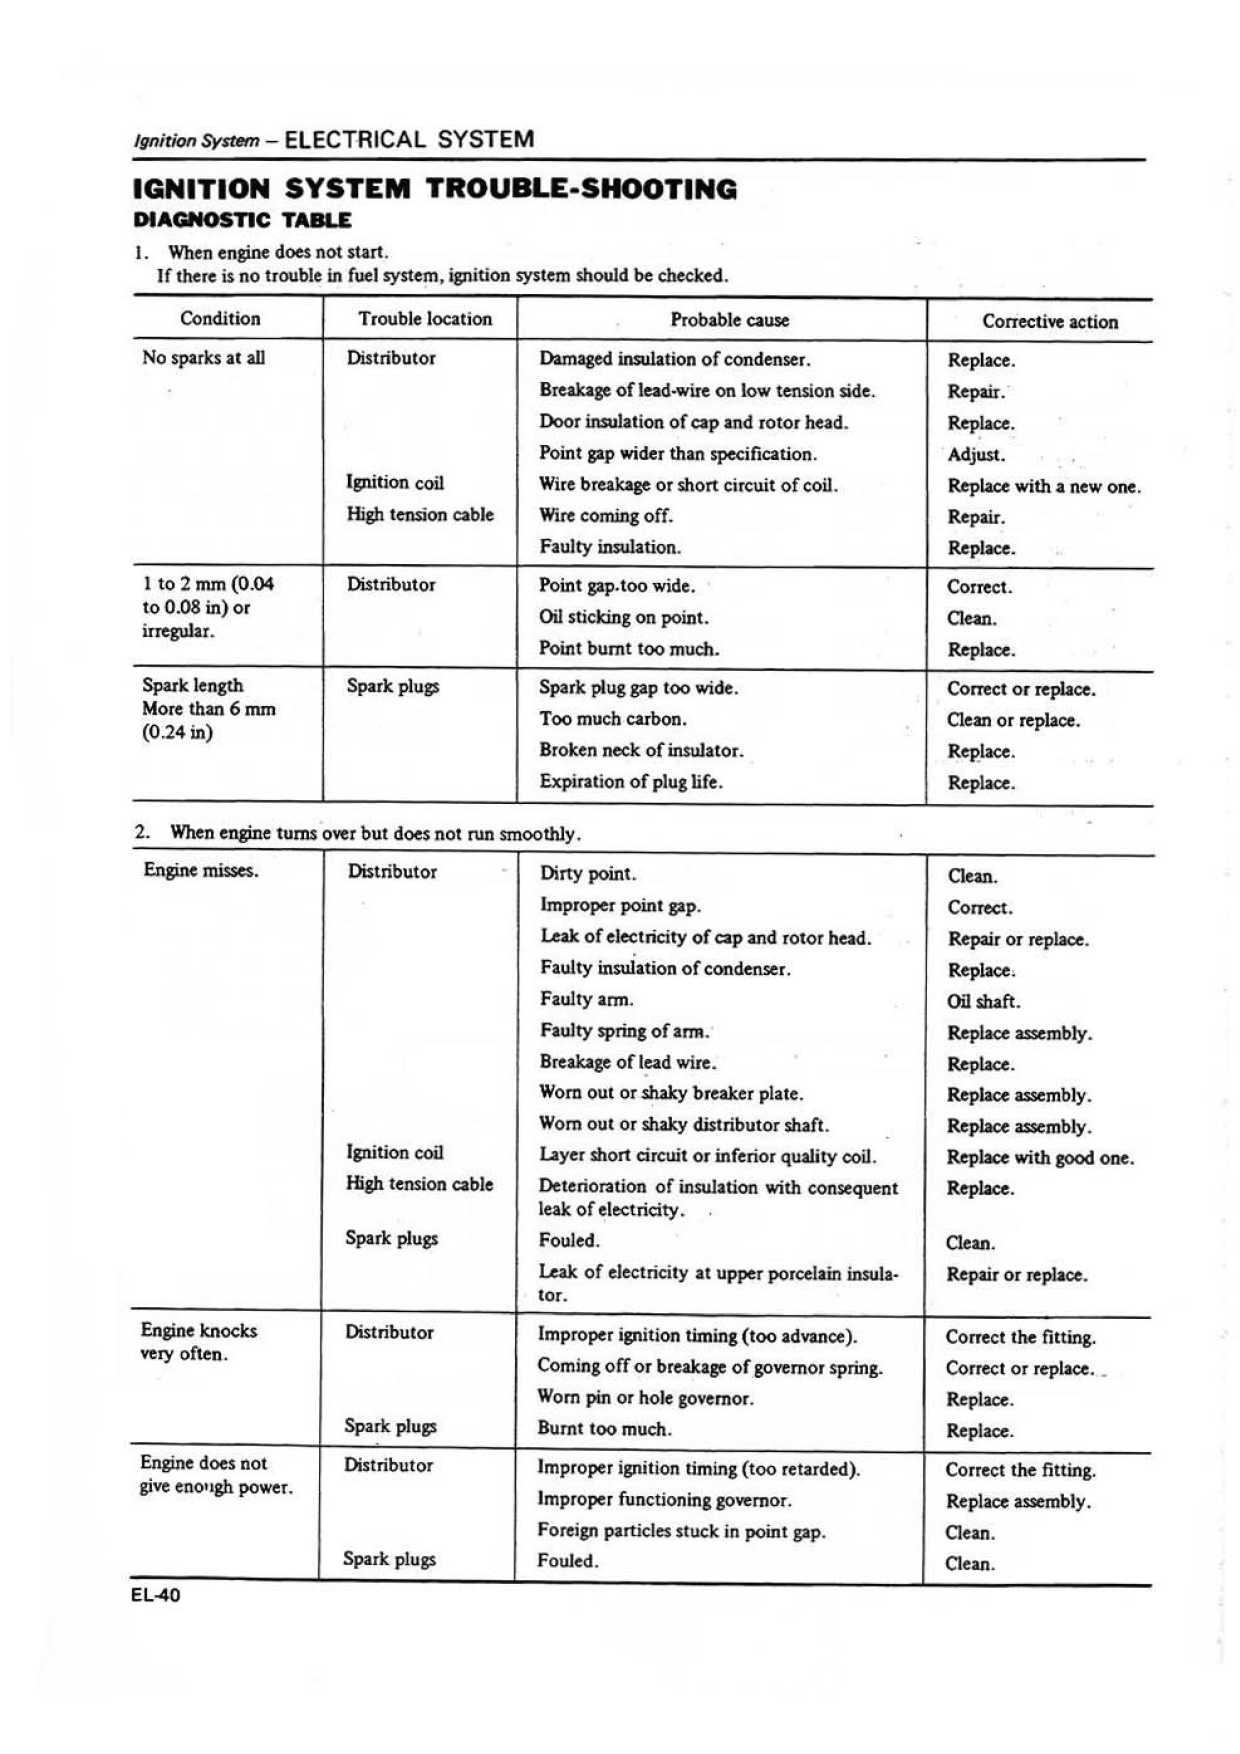 Ignition System – ELECTRICAL SYSTEM
IGNITION SYSTEM TROUBLE-SHOOTING
DIAGNOSTIC TABLE
1. When engine does not start.
If there is no trouble in fuel system, ignition system should be checked.
Condition Trouble location Probable cause Corrective action
No sparks at all Distributor Damaged insulation of condenser. Replace.
Breakage of lead-wire on low tension side. Repair.
Door insulation of cap and rotor head. Replace.
Point gap wider than specification. Adjust.
Ignition coil Wire breakage or short circuit of coil. Replace with a new one.
High tension cable Wire coming off. Repair.
Faulty insulation. Replace.
1 to 2 mm (0.04 Distributor Point gap too wide. Correct.
to 0.08 in) or Oil sticking on point. Clean.
irregular. Point burnt too much. Replace.
Spark length Spark plugs Spark plug gap too wide. Correct or replace.
More than 6 mm Too much carbon. Clean or replace.
(0.24 in) Broken neck of insulator. Replace.
Expiration of plug life. Replace.
2. When engine turns over but does not run smoothly.
Engine misses. Distributor Dirty point. Clean.
Improper point gap. Correct.
Leak of electricity of cap and rotor head. Repair or replace.
Faulty insulation of condenser. Replace.
Faulty arm. Oil shaft.
Faulty spring of arm. Replace assembly.
Breakage of lead wire. Replace.
Worn out or shaky breaker plate. Replace assembly.
Worn out or shaky distributor shaft. Replace assembly.
Ignition coil Layer short circuit or inferior quality coil. Replace with good one.
High tension cable Deterioration of insulation with consequent Replace.
leak of electricity.
Spark plugs Fouled. Clean.
Leak of electricity at upper porcelain insula- Repair or replace.
tor.
Engine knocks Distributor Improper ignition timing (too advance). Correct the fitting.
very often. Coming off or breakage of governor spring. Correct or replace.
Worn pin or hole governor. Replace.
Spark plugs Burnt too much. Replace.
Engine does not Distributor Improper ignition timing (too retarded). Correct the fitting.
give enough power. Improper functioning governor. Replace assembly.
Foreign particles stuck in point gap. Clean.
Spark plugs Fouled. Clean.
EL-40